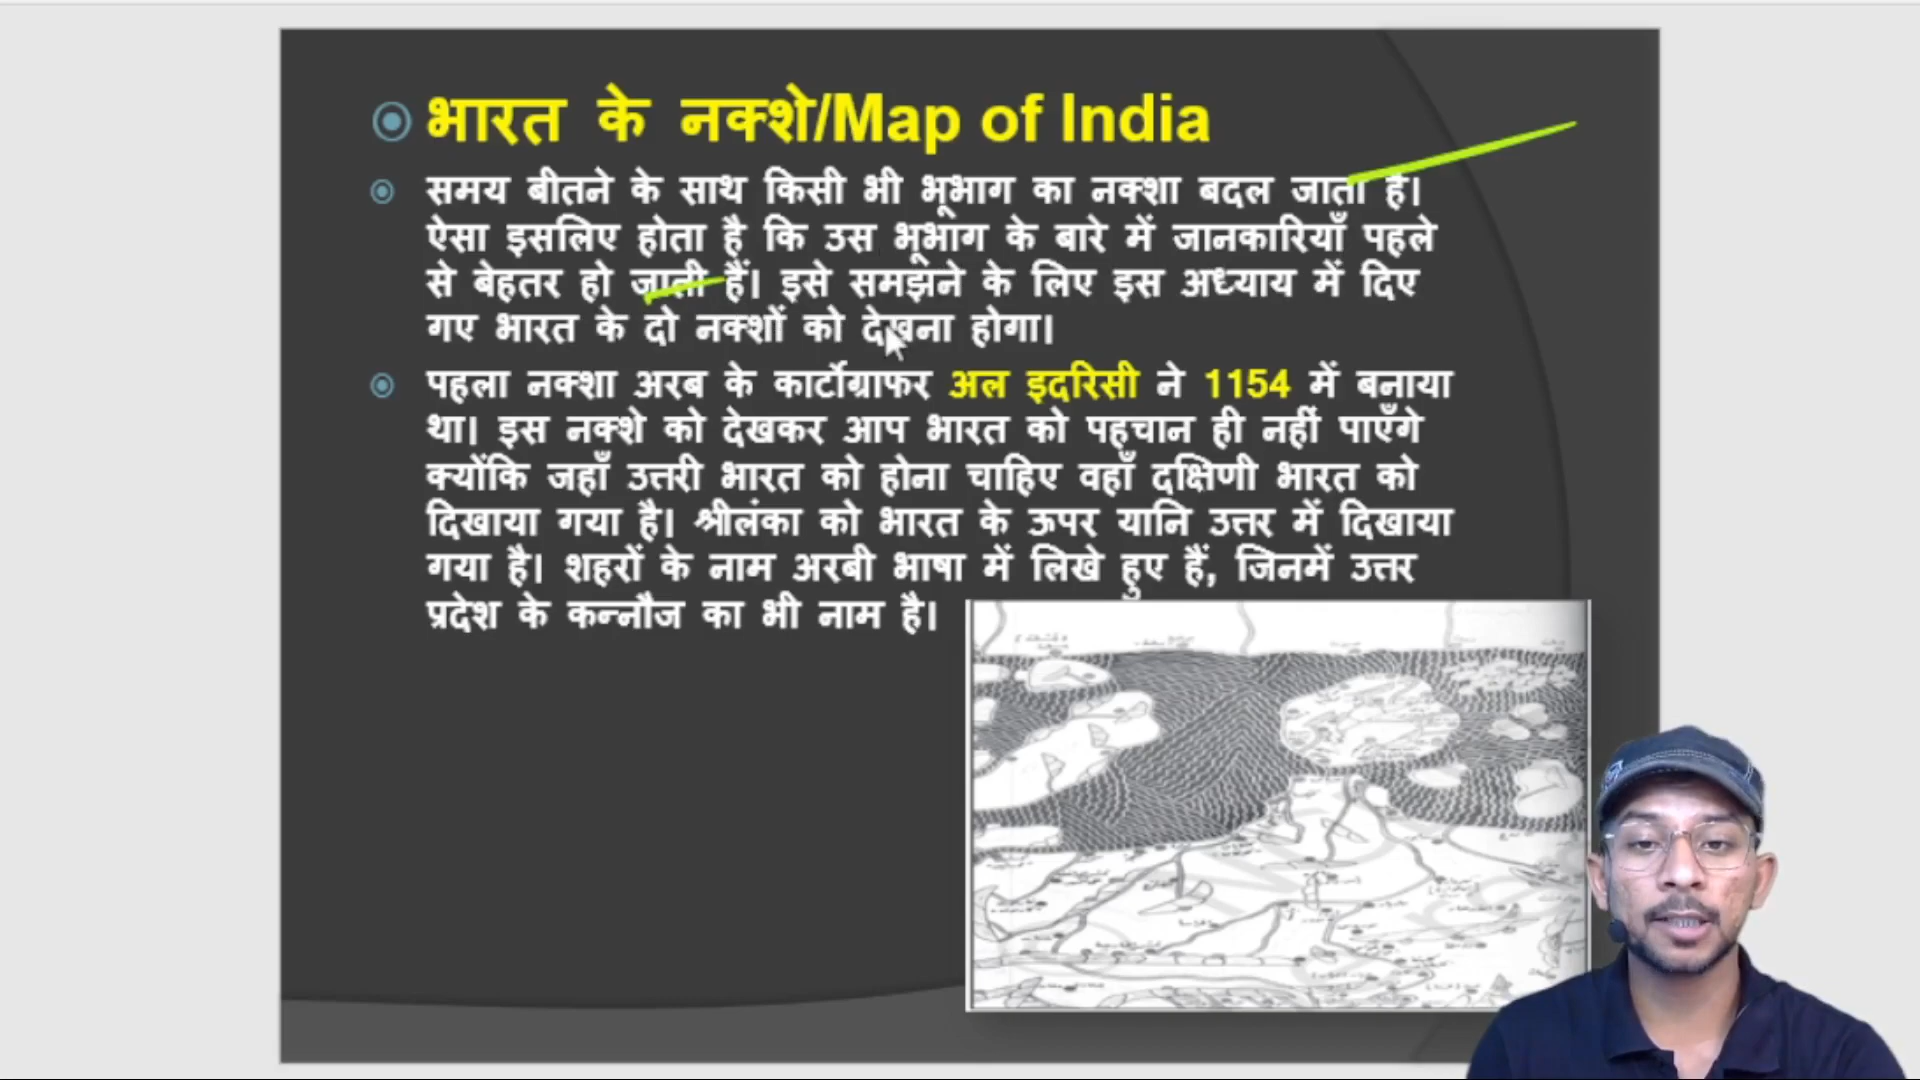 भारत के नक्शे/Map of India
समय बीतने के साथ किसी भी भूभाग का नक्शा बदल जाता है।
ऐसा इसलिए होता है कि उस भूभाग के बारे में जानकारियाँ पहले
से बेहतर हो जाती हैं। इसे समझने के लिए इस अध्याय में दिए
गए भारत के दो नक्शों को देखना होगा।
पहला नक्शा अरब के कार्टोग्राफर अल इदरिसी ने 1154 में बनाया
था। इस नक्शे को देखकर आप भारत को पहचान ही नहीं पाएँगे
क्योंकि जहाँ उत्तरी भारत को होना चाहिए वहाँ दक्षिणी भारत को
दिखाया गया है। श्रीलंका को भारत के ऊपर यानि उत्तर में दिखाया
गया है। शहरों के नाम अरबी भाषा में लिखे हुए हैं, जिनमें उत्तर
प्रदेश के कन्नौज का भी नाम है।